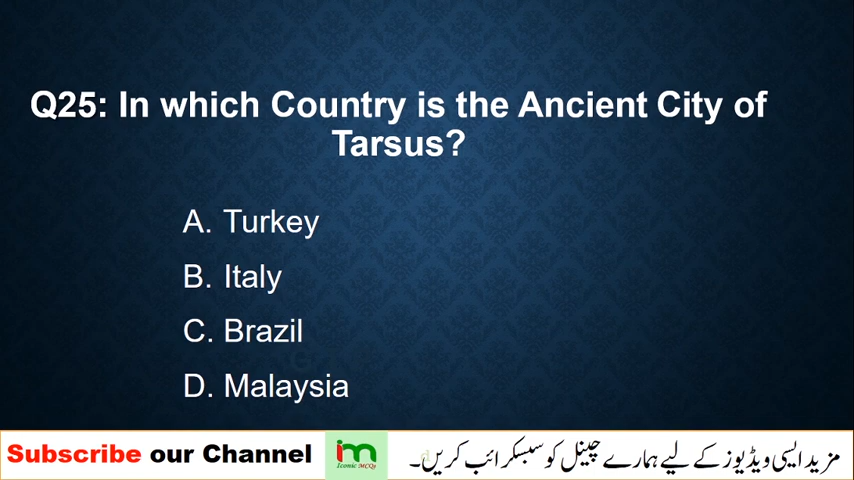 Q25: In which Country is the Ancient City of
Tarsus?
A. Turkey
B. Italy
C. Brazil
D. Malaysia
Subscribe our Channel
im
Iconic MCQs
مزید ایسی ویڈیوز کے لیے ہمارے چینل کو سبسکرائب کریں۔